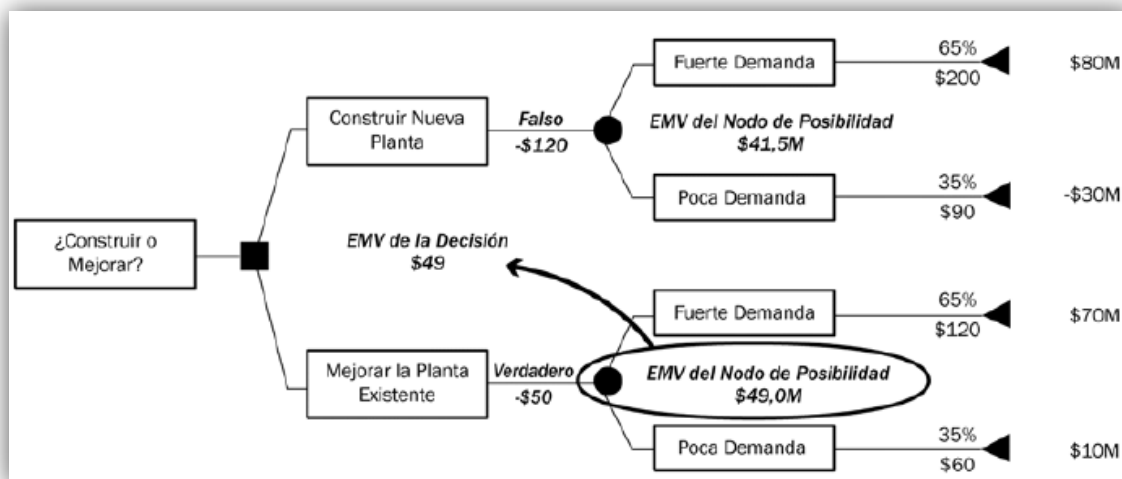 65%
Fuerte Demanda
$200
$80M
Construir Nueva
Planta
Falso
-$120
EMV del Nodo de Posibilidad
$41,5M
Poca Demanda
35%
$90
-$30M
¿Construir o
Mejorar?
EMV de la Decisión
$49
Fuerte Demanda
65%
$120
$70M
Mejorar la Planta
Existente
Verdadero
-$50
EMV del Nodo de Posibilidad
$49,0M
Poca Demanda
35%
$60
$10M